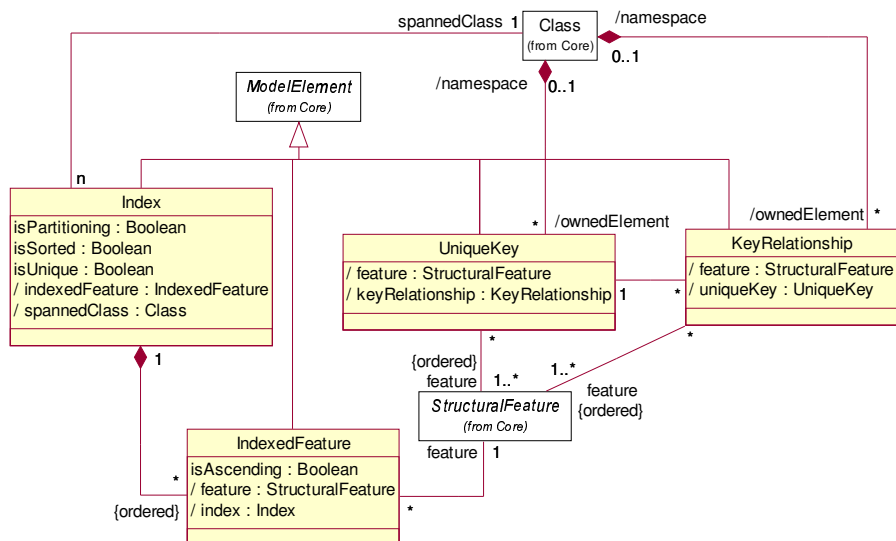 spannedClass 1
Class
(from Core)
/namespace
0..1
/namespace
0..1
ModelElement
(from Core)
n
Index
isPartitioning : Boolean
isSorted : Boolean
isUnique : Boolean
/ indexedFeature : IndexedFeature
/ spannedClass : Class
1
* /ownedElement
UniqueKey
/ feature : StructuralFeature
/ keyRelationship : KeyRelationship
/ownedElement *
KeyRelationship
/ feature : StructuralFeature
/ uniqueKey : UniqueKey
1 *
*
{ordered}
feature 1..*
*
1..*
feature
{ordered}
StructuralFeature
(from Core)
feature 1
IndexedFeature
isAscending : Boolean
/ feature : StructuralFeature
/ index : Index
*
{ordered}
*